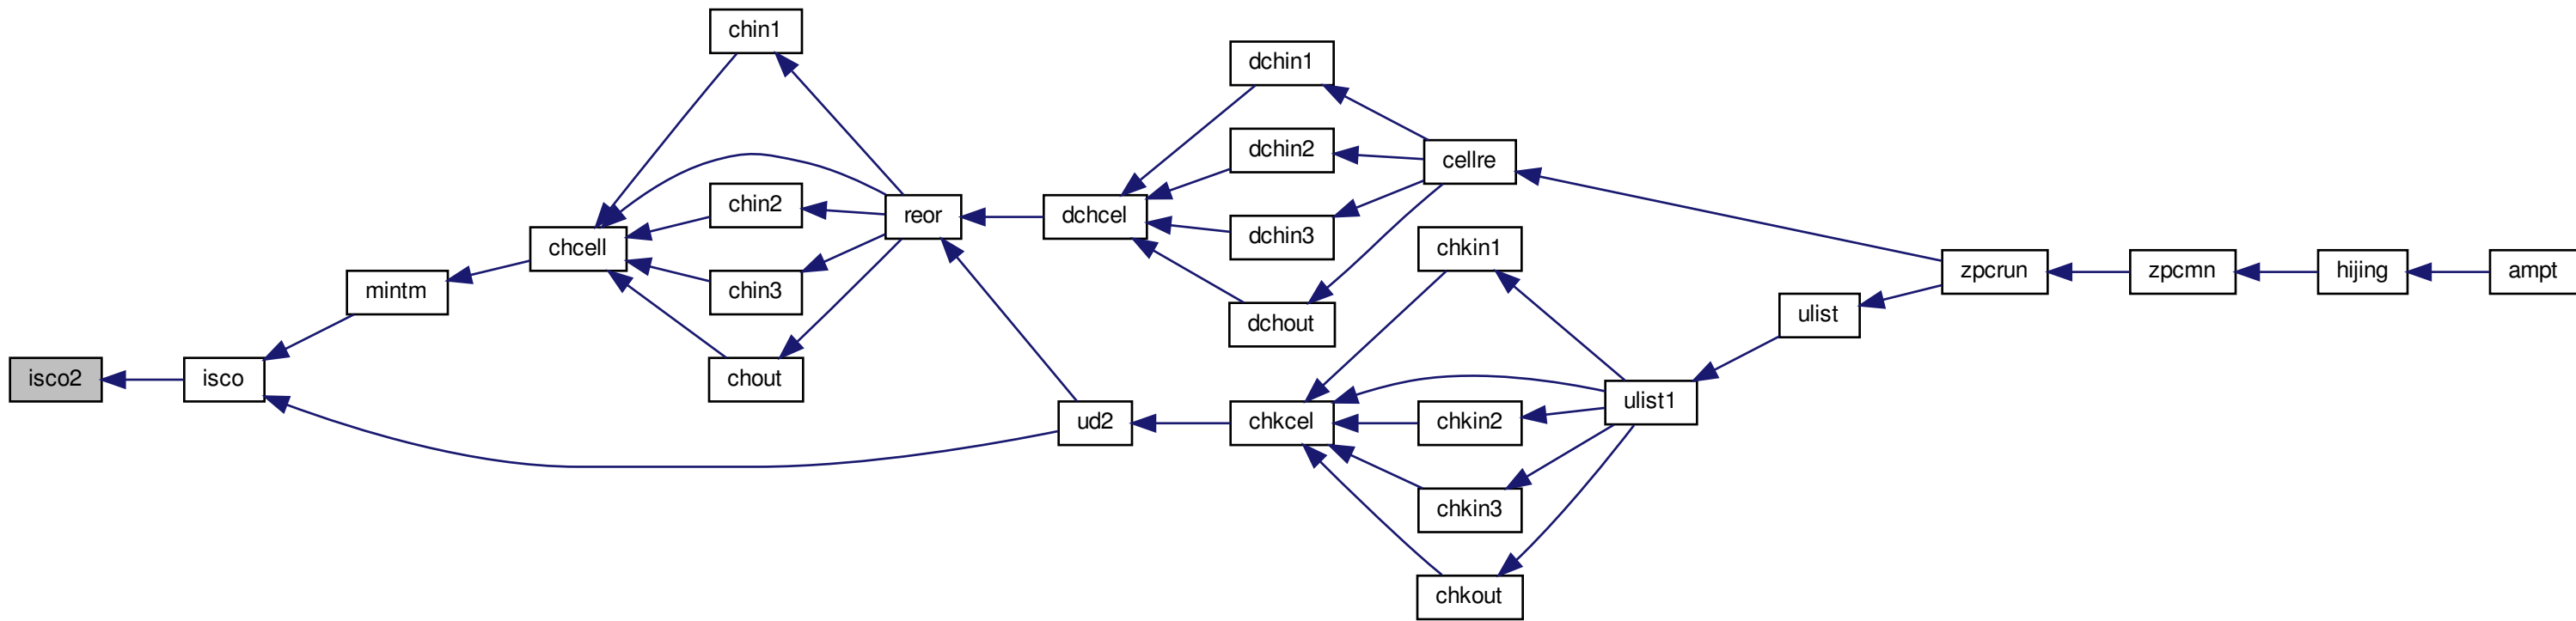 chin1
dchin1
dchin2
cellre
chin2
reor
dchcel
dchin3
chkin1
chcell
zpcrun
zpcmn
hijing
ampt
mintm
chin3
ulist
dchout
isco2
isco
chout
ulist1
ud2
chkcel
chkin2
chkin3
chkout